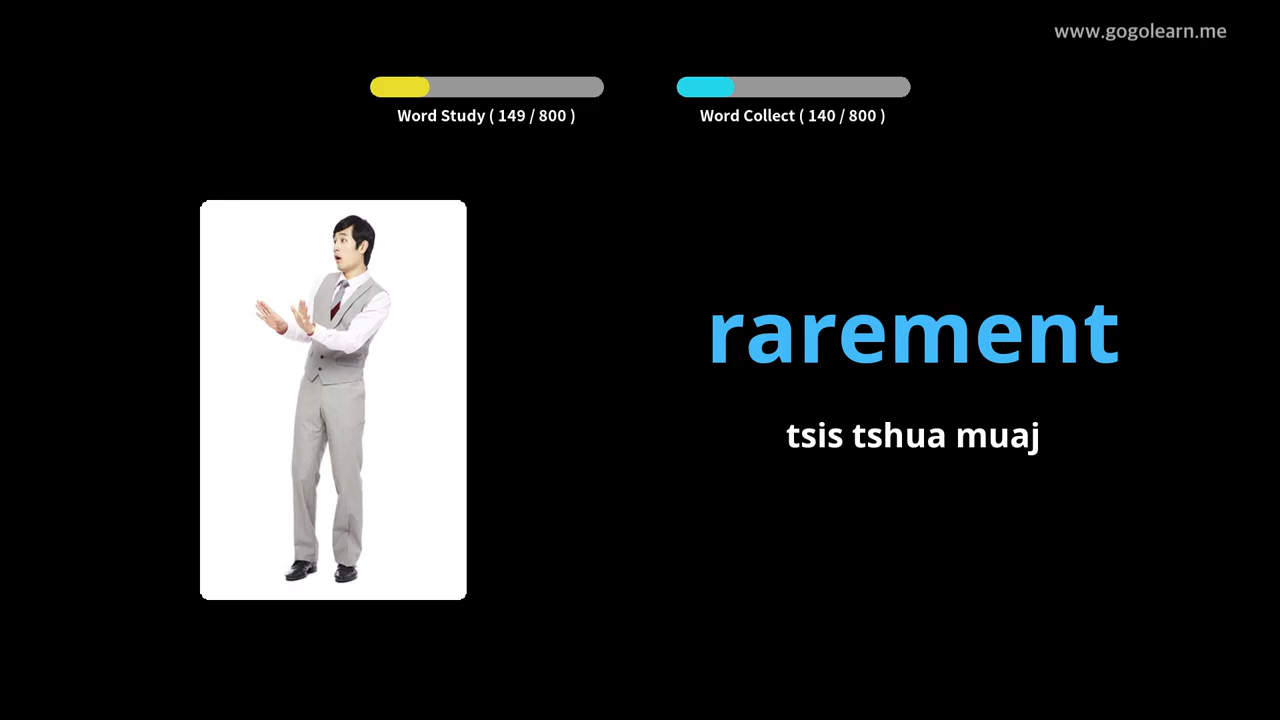 www.gogolearn.me
Word Study ( 149 / 800 )
Word Collect ( 140 / 800 )
rarement
tsis tshua muaj